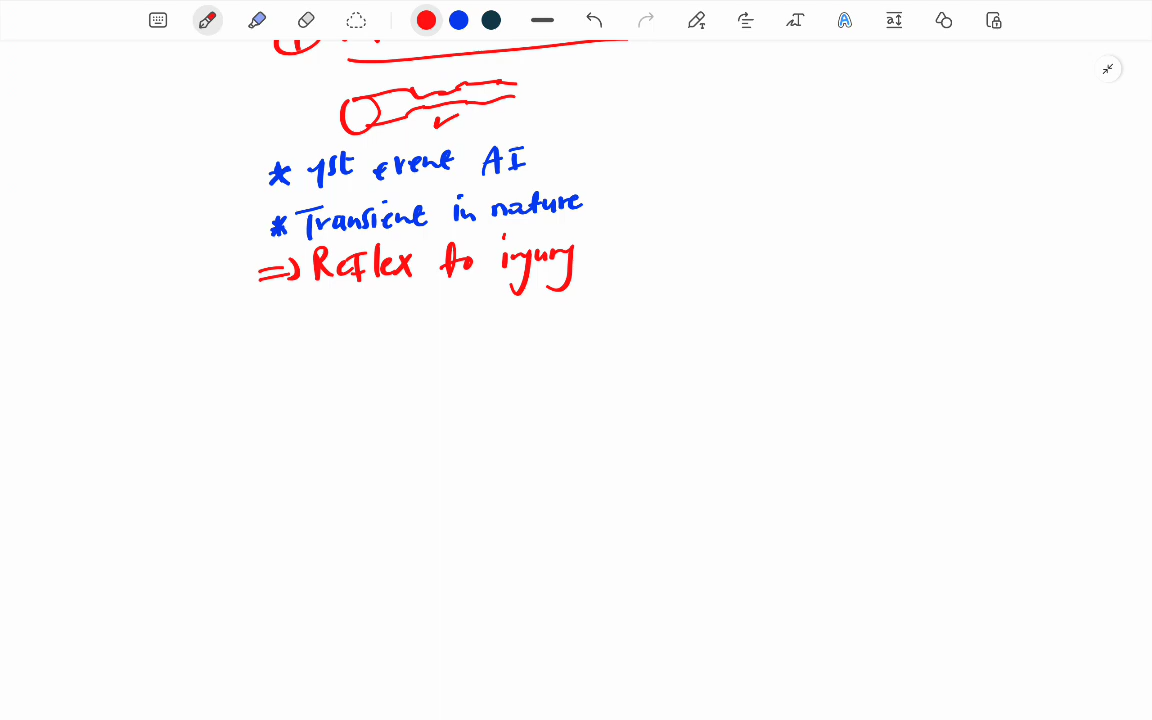 * 1st event AI
* Transient in nature
=> Reflex to injury